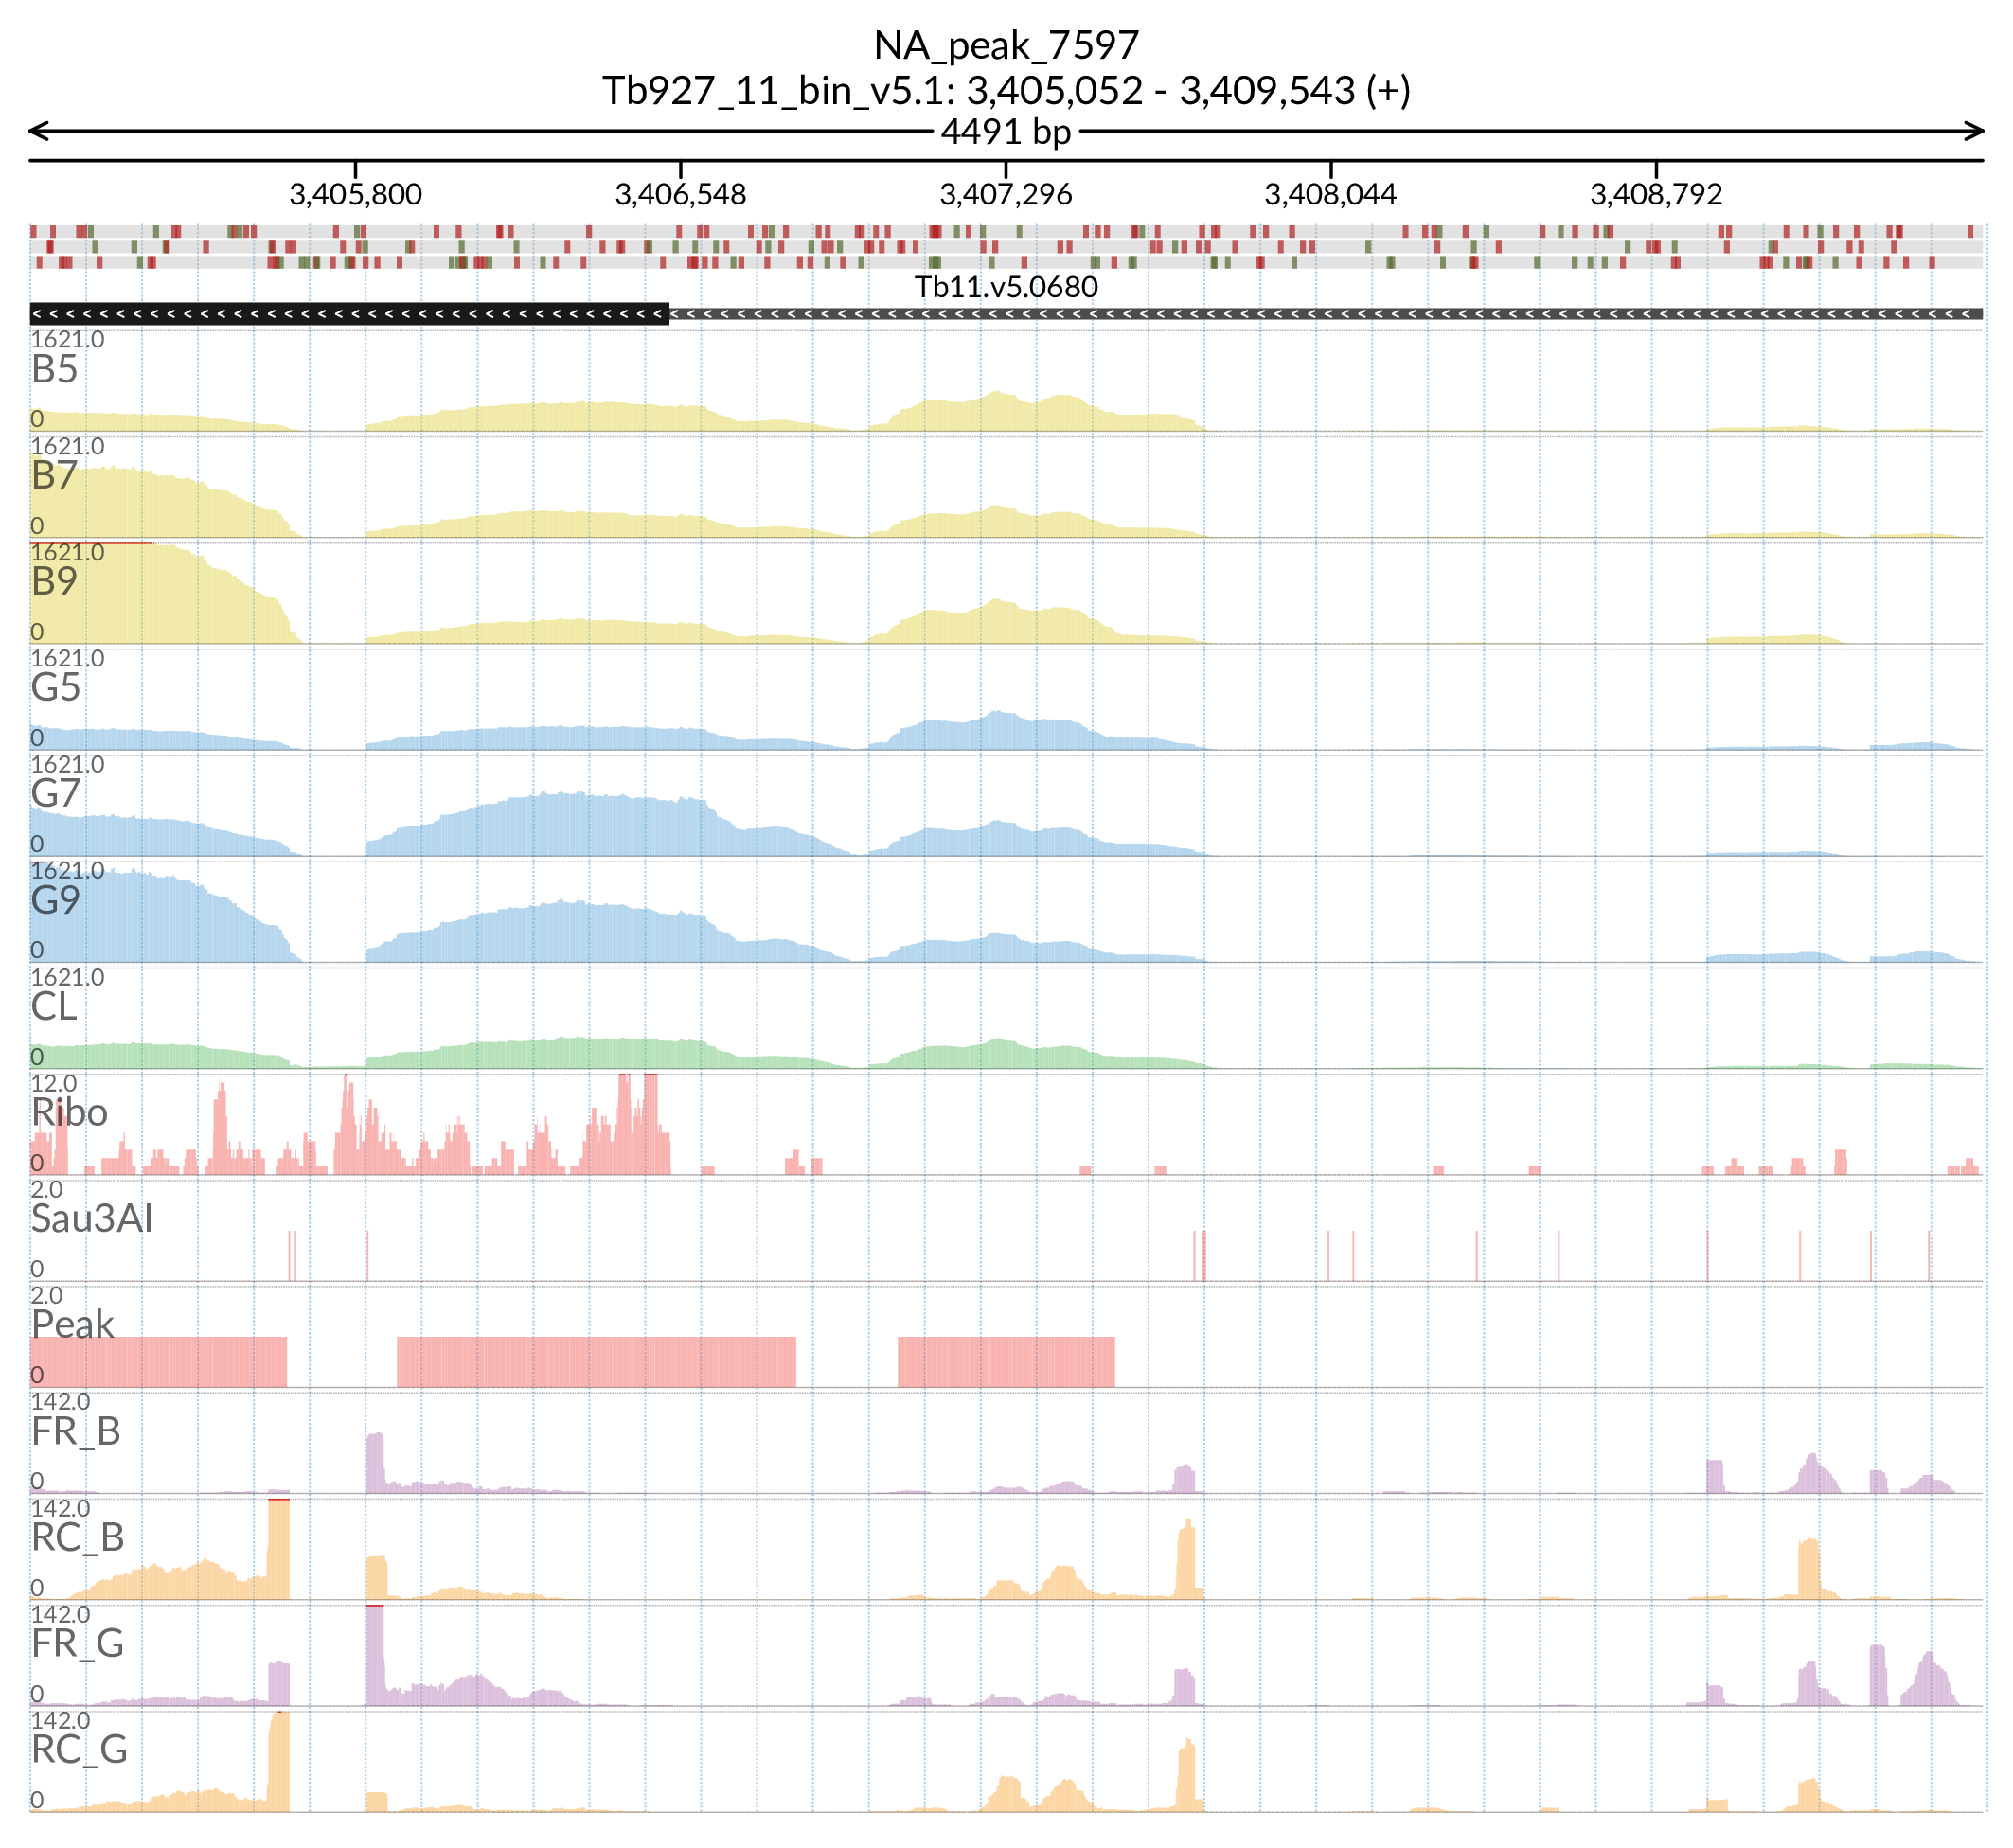 NA_peak_7597
Tb927_11_bin_v5.1: 3,405,052 - 3,409,543 (+)
4491 bp
3,405,800 3,406,548 3,407,296 3,408,044 3,408,792
Tb11.v5.0680
1621.0
B5
0
1621.0
B7
0
1621.0
B9
0
1621.0
G5
0
1621.0
G7
0
1621.0
G9
0
1621.0
CL
0
12.0
Ribo
0
2.0
Sau3AI
0
2.0
Peak
0
142.0
FR_B
0
142.0
RC_B
0
142.0
FR_G
0
142.0
RC_G
0